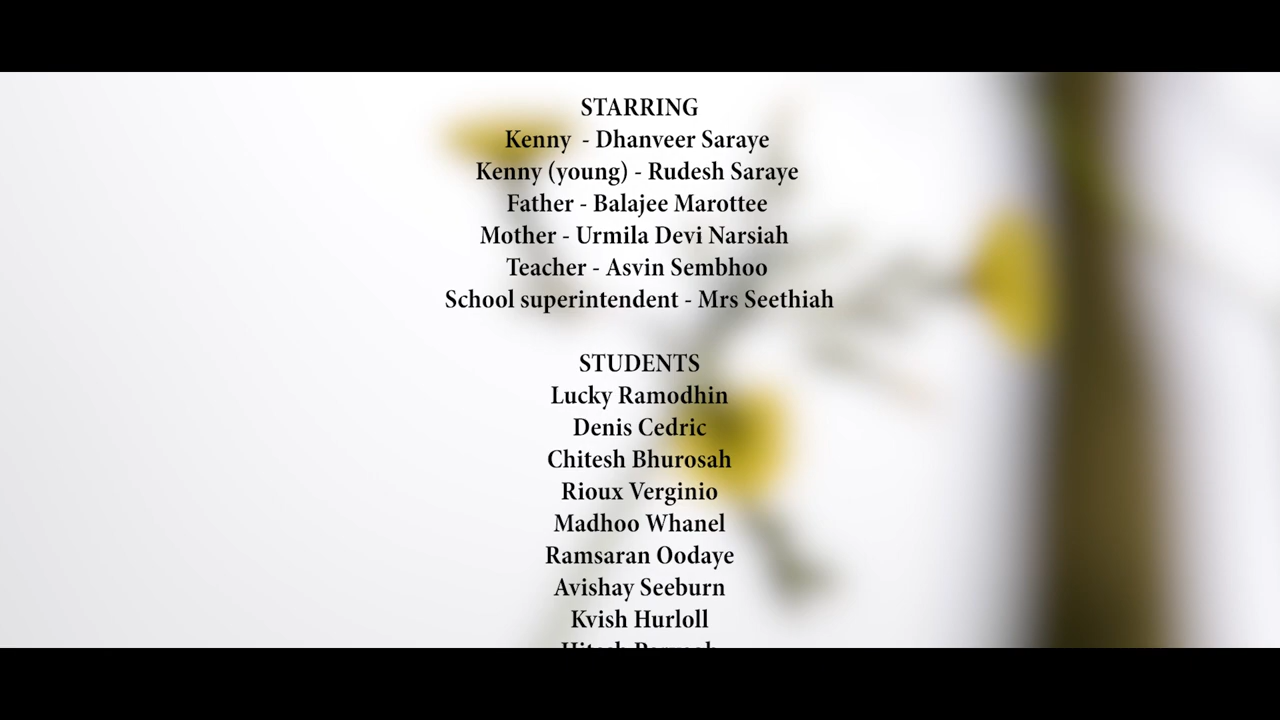 STARRING
Kenny - Dhanveer Saraye
Kenny (young) - Rudesh Saraye
Father - Balajee Marottee
Mother - Urmila Devi Narsiah
Teacher - Asvin Sembhoo
School superintendent - Mrs Seethiah
STUDENTS
Lucky Ramodhin
Denis Cedric
Chitesh Bhurosah
Rioux Verginio
Madhoo Whanel
Ramsaran Oodaye
Avishay Seeburn
Kvish Hurloll